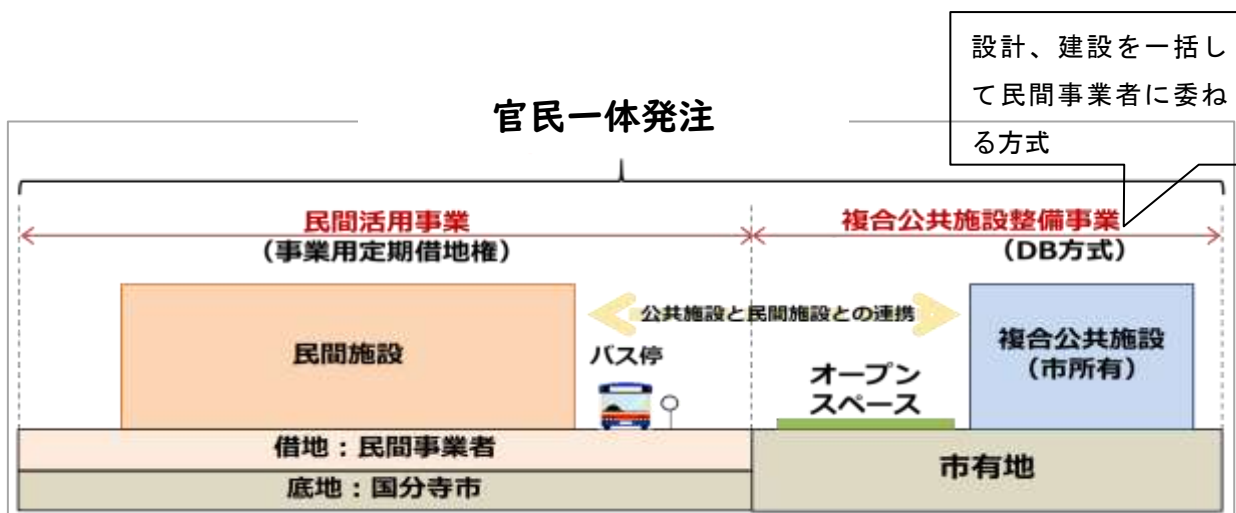 設計、建設を一括し
て民間事業者に委ね
る方式
官民一体発注
民間活用事業
（事業用定期借地権）
複合公共施設整備事業
（DB方式）
公共施設と民間施設との連携
民間施設
バス停
オープン
スペース
複合公共施設
（市所有）
借地：民間事業者
底地：国分寺市
市有地